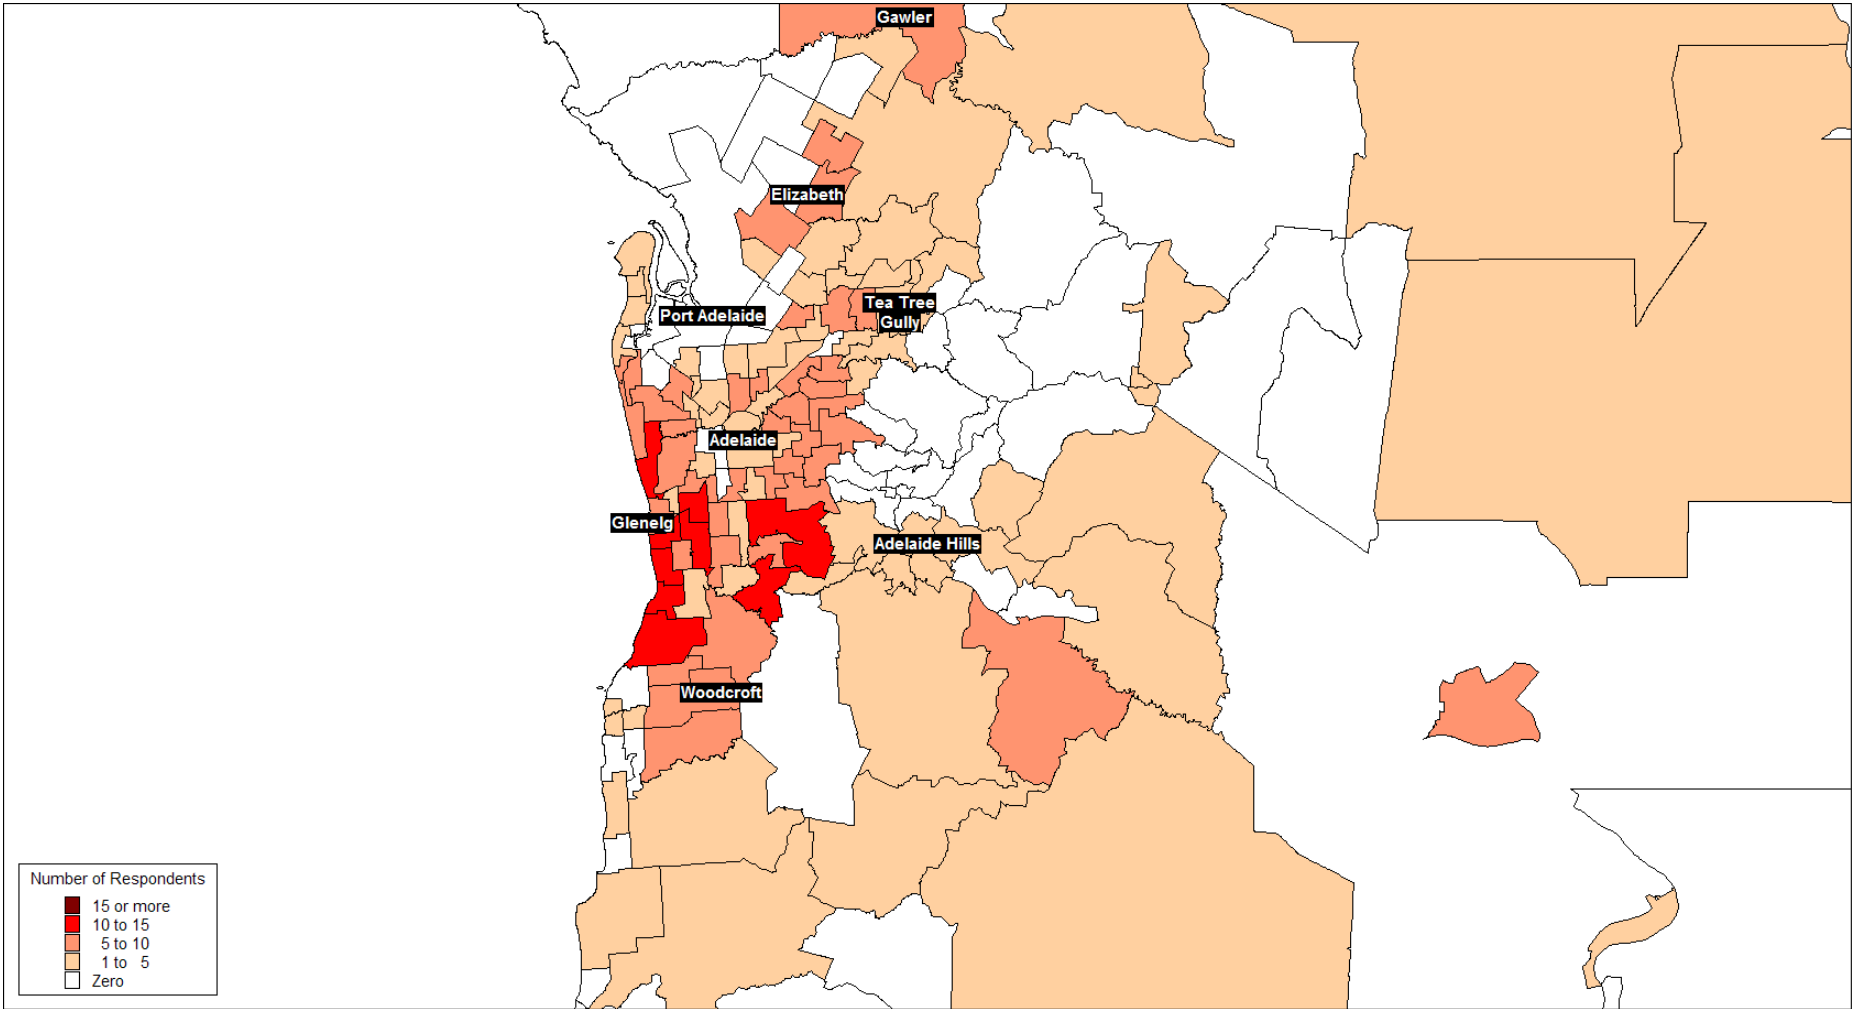 Gawler
Elizabeth
Tea Tree
Gully
Port Adelaide
Adelaide
Glenelg
Adelaide Hills
Woodcroft
Number of Respondents
15 or more
10 to 15
5 to 10
1 to 5
Zero